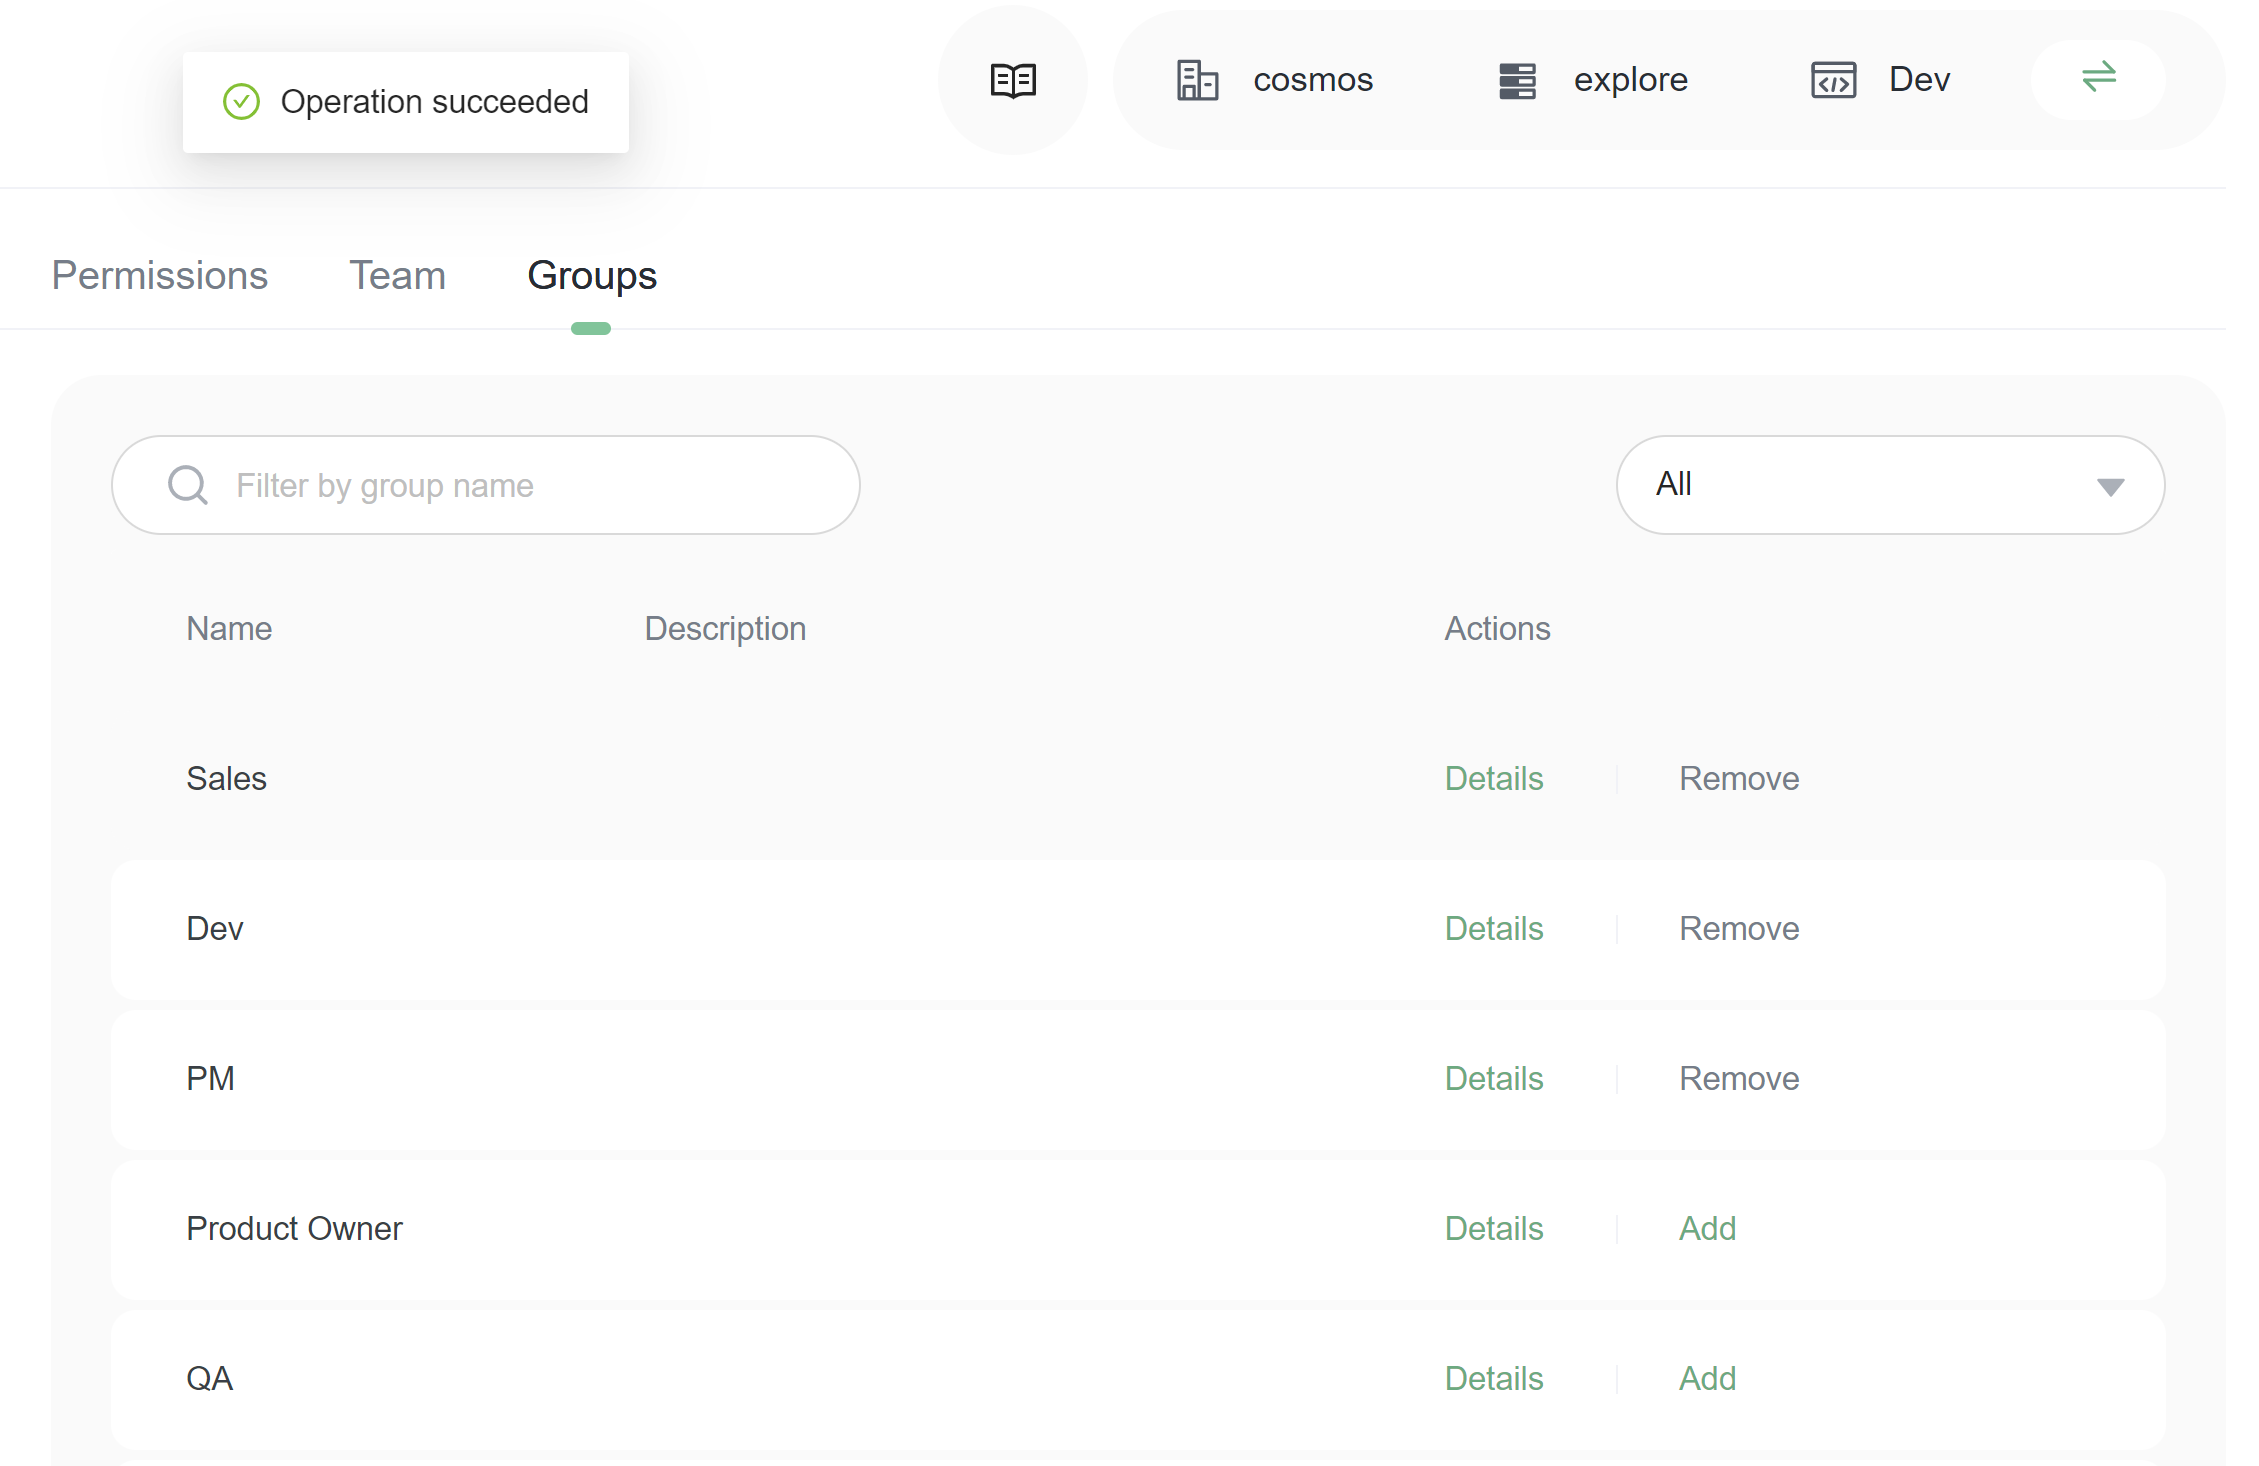 Operation succeeded
cosmos explore Dev
Permissions Team Groups
Filter by group name All
Name Description Actions
Sales Details Remove
Dev Details Remove
PM Details Remove
Product Owner Details Add
QA Details Add